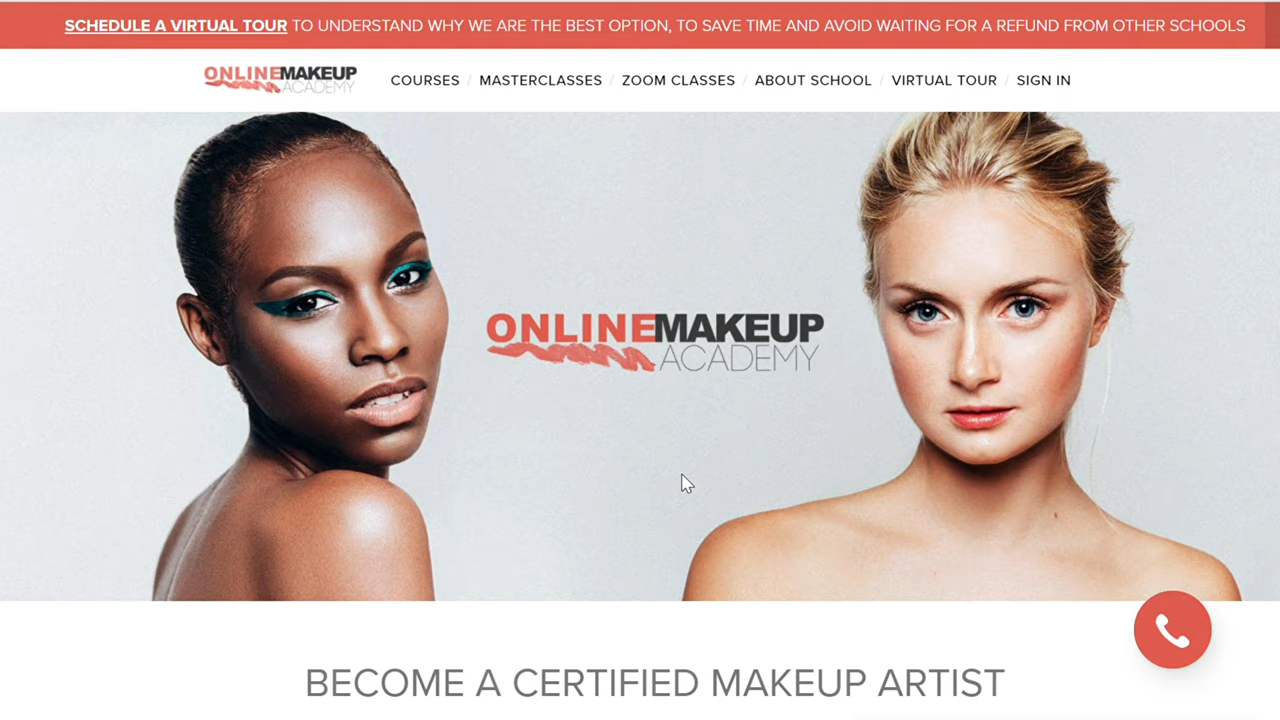 SCHEDULE A VIRTUAL TOUR TO UNDERSTAND WHY WE ARE THE BEST OPTION, TO SAVE TIME AND AVOID WAITING FOR A REFUND FROM OTHER SCHOOLS
ONLINEMAKEUP
ACADEMY
COURSES / MASTERCLASSES / ZOOM CLASSES / ABOUT SCHOOL / VIRTUAL TOUR / SIGN IN
ONLINEMAKEUP
ACADEMY
BECOME A CERTIFIED MAKEUP ARTIST